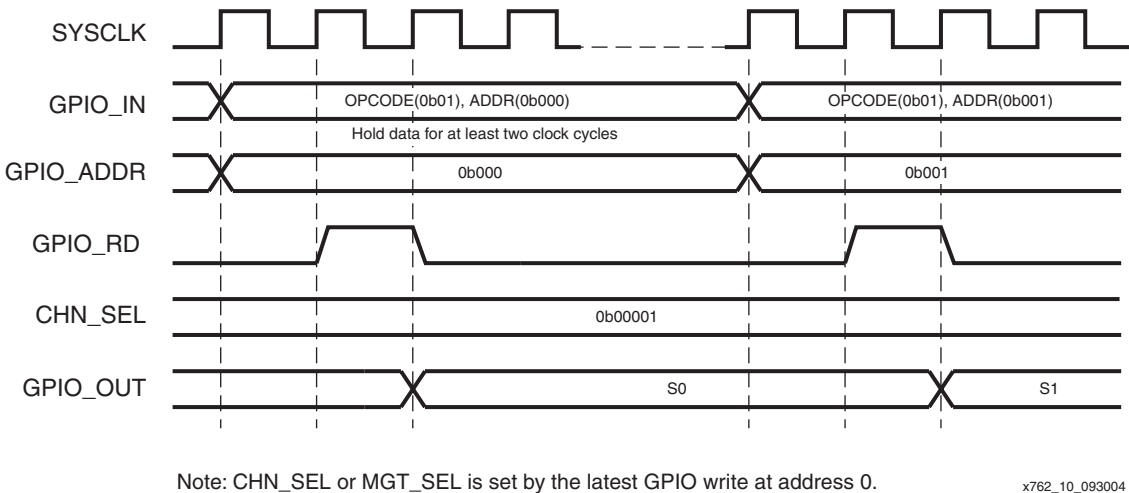 SYSCLK
GPIO_IN
OPCODE(0b01), ADDR(0b000)
OPCODE(0b01), ADDR(0b001)
Hold data for at least two clock cycles
GPIO_ADDR
0b000
0b001
GPIO_RD
CHN_SEL
0b00001
GPIO_OUT
S0
S1
Note: CHN_SEL or MGT_SEL is set by the latest GPIO write at address 0.
x762_10_093004